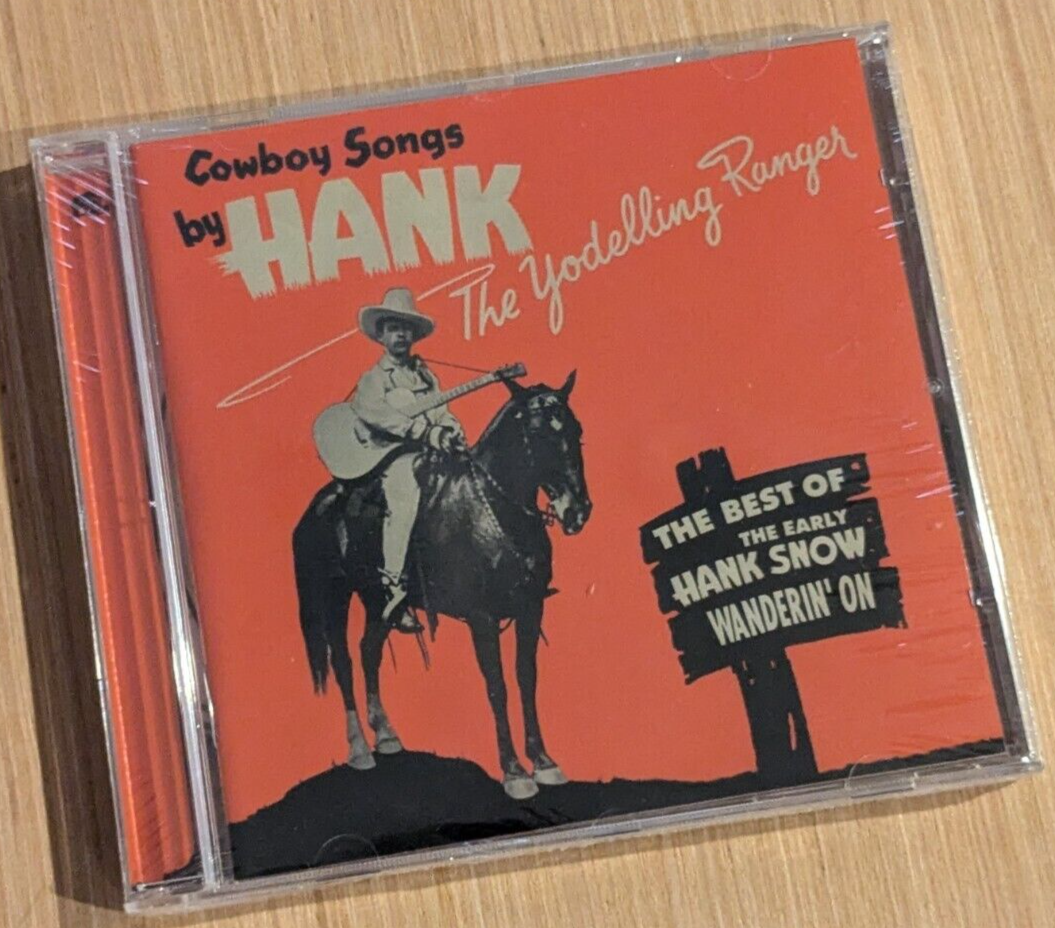 Cowboy Songs
by HANK
The Yodelling Ranger
THE BEST OF
THE EARLY
HANK SNOW
WANDERIN' ON